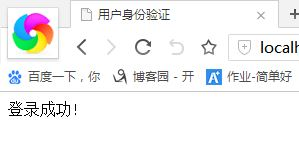 用户身份验证
localh
百度一下，你
博客园 - 开
作业-简单好
登录成功！